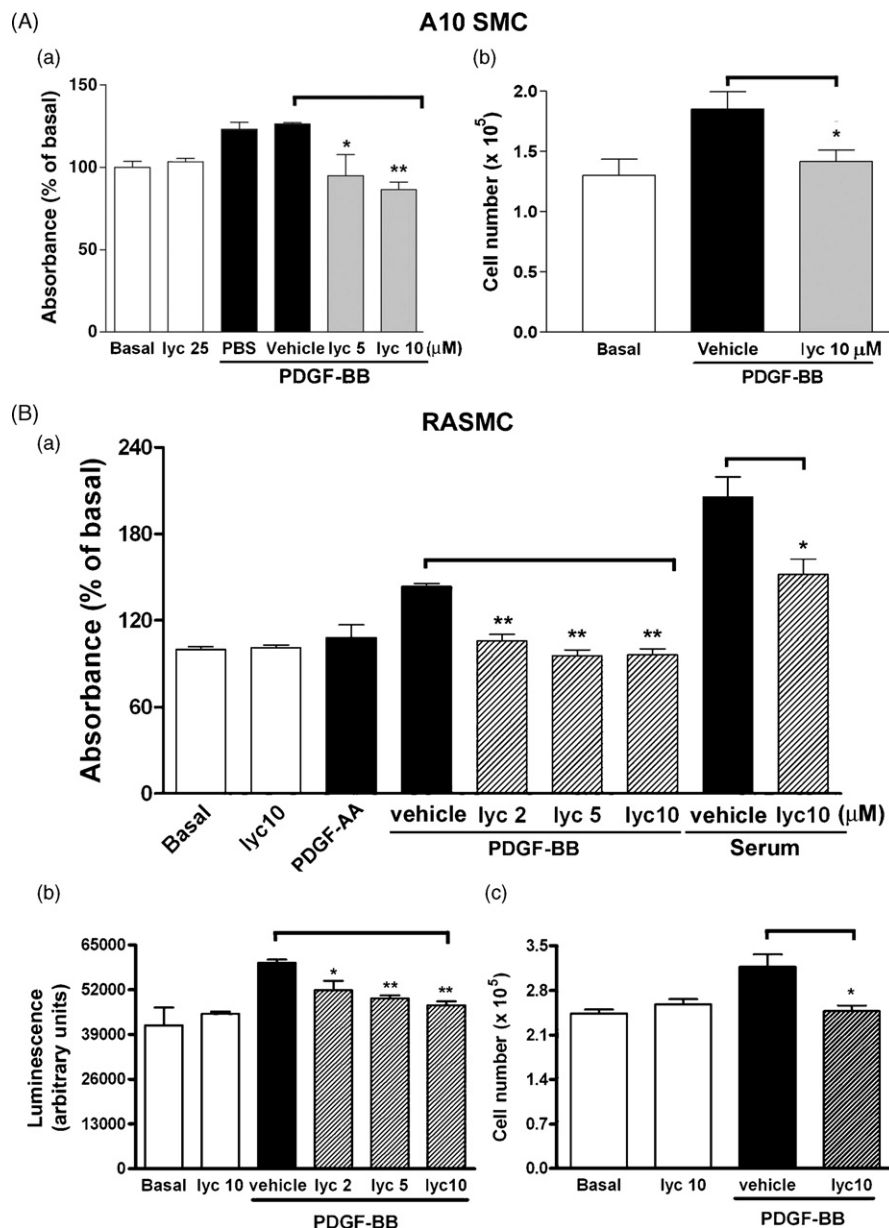 (A)
A10 SMC
(a)
Absorbance (% of basal)
150
100
50
0
*
**
Basal lyc 25 PBS Vehicle lyc 5 lyc 10 (μM)
PDGF-BB
(b)
Cell number (x 10⁵)
2.0
1.5
1.0
0.5
0.0
*
Basal Vehicle lyc 10 μM
PDGF-BB
(B)
RASMC
(a)
Absorbance (% of basal)
240
180
120
60
0
** ** **
*
Basal lyc10 PDGF-AA vehicle lyc 2 lyc 5 lyc10 vehicle lyc10 (μM)
PDGF-BB Serum
(b)
Luminescence
(arbitrary units)
65000
52000
39000
26000
13000
0
* ** **
Basal lyc 10 vehicle lyc 2 lyc 5 lyc10
PDGF-BB
(c)
Cell number (x 10⁵)
3.5
2.8
2.1
1.4
0.7
0.0
*
Basal lyc 10 vehicle lyc10
PDGF-BB